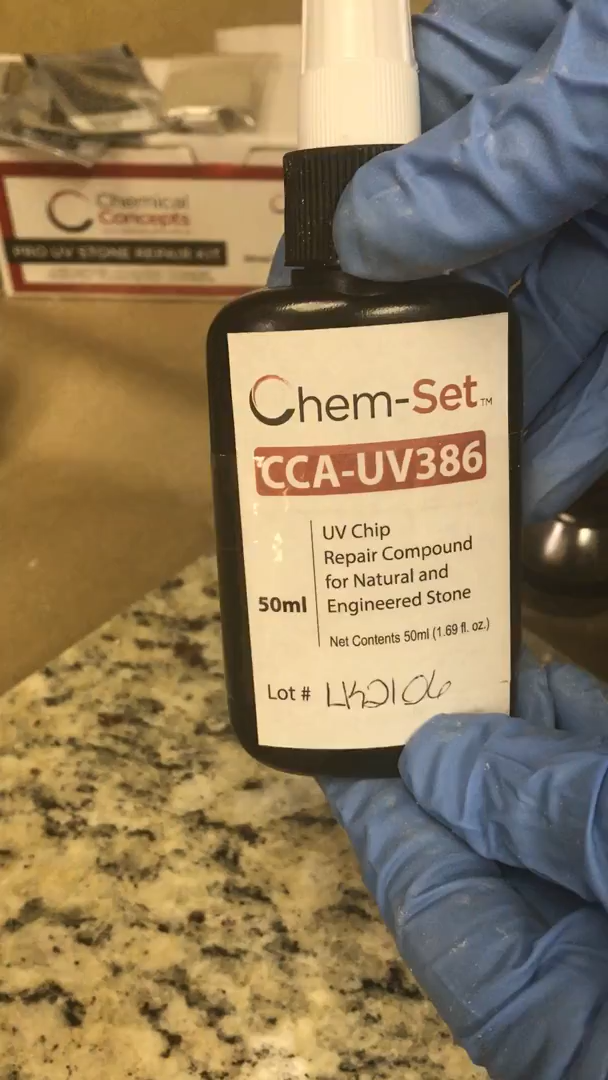 Chemical
Concepts
PRO UV STONE REPAIR KIT
Chem-Set™
CCA-UV386
UV Chip
Repair Compound
for Natural and
Engineered Stone
50ml
Net Contents 50ml (1.69 fl. oz.)
Lot # LK2106